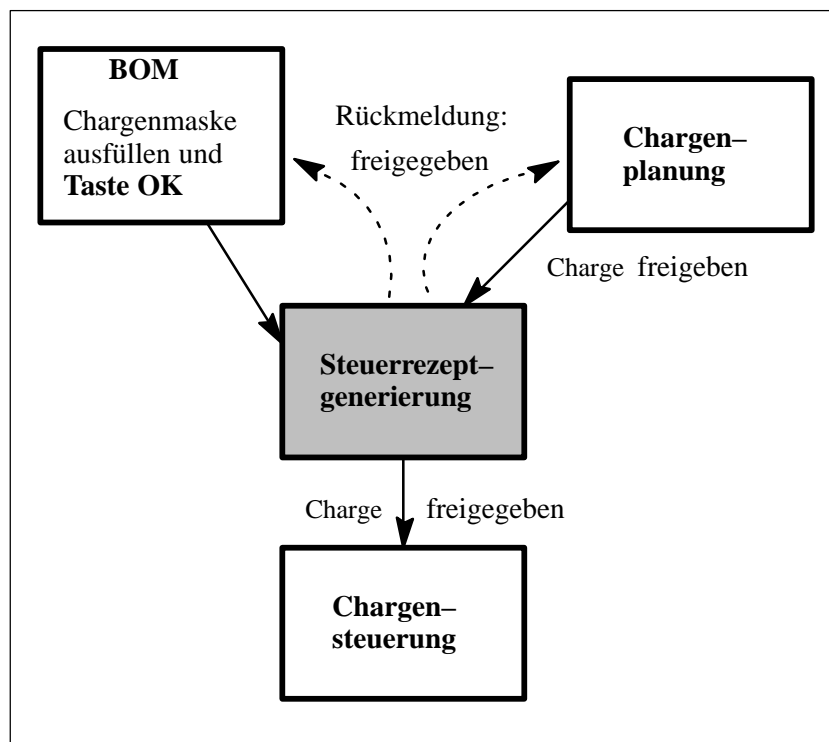 BOM
Chargenmaske
ausfüllen und
Taste OK
Rückmeldung:
freigegeben
Chargen–
planung
Charge freigeben
Steuerrezept–
generierung
Charge freigegeben
Chargen–
steuerung